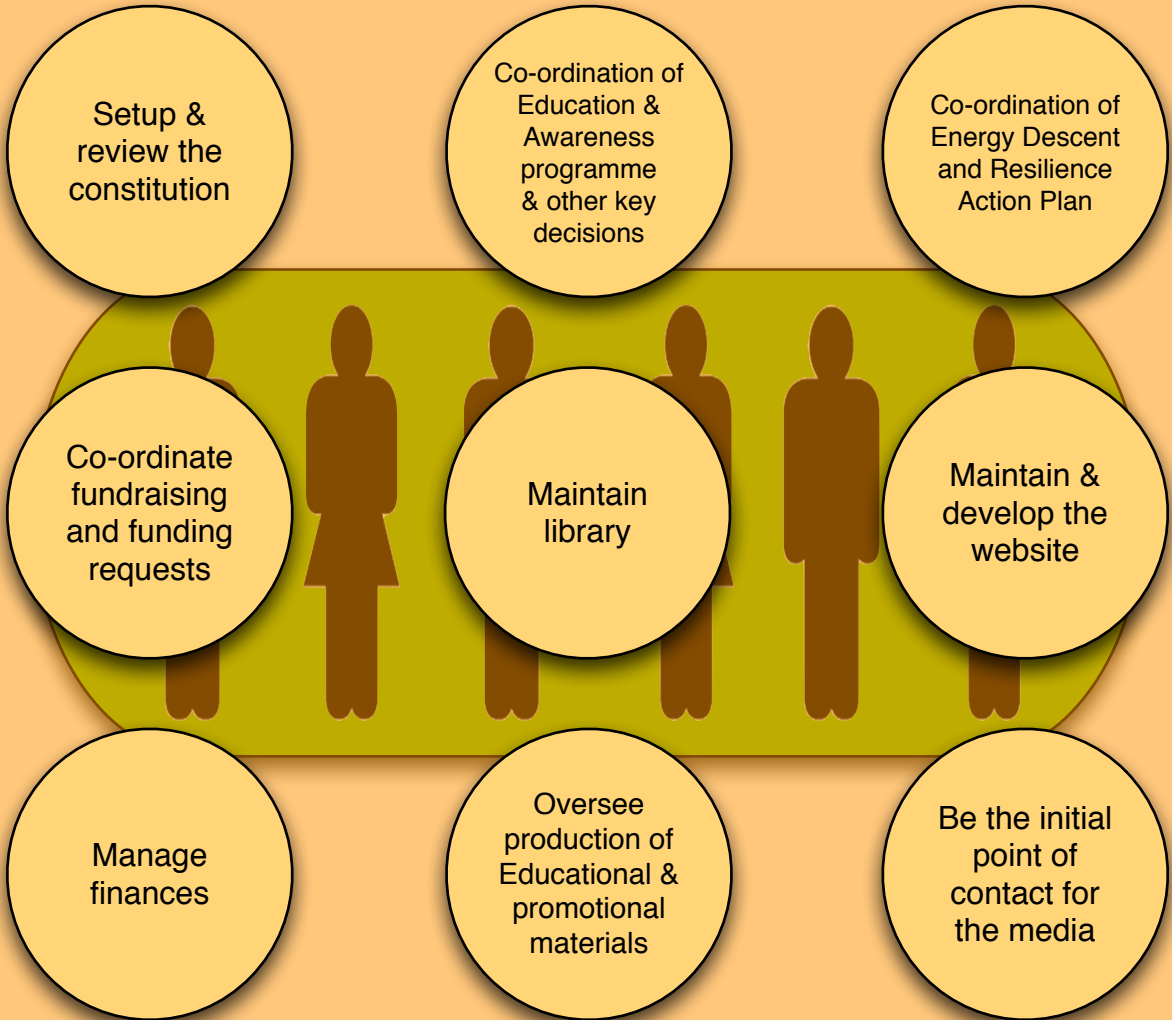 Setup &
review the
constitution
Co-ordination of
Education &
Awareness
programme
& other key
decisions
Co-ordination of
Energy Descent
and Resilience
Action Plan
Co-ordinate
fundraising
and funding
requests
Maintain
library
Maintain &
develop the
website
Manage
finances
Oversee
production of
Educational &
promotional
materials
Be the initial
point of
contact for
the media